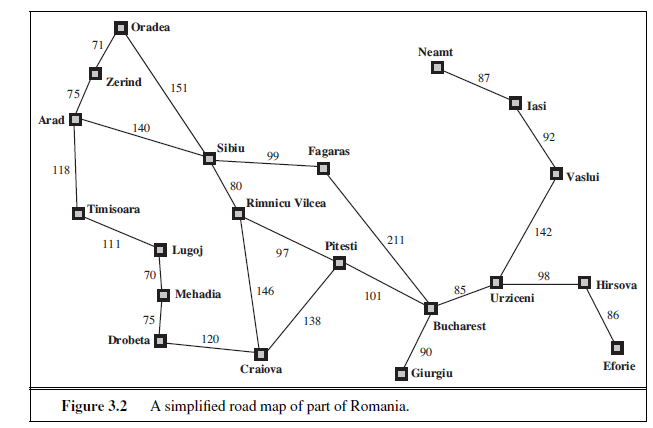 Oradea
Neamt
71
87
Zerind
151
75
Iasi
Arad
140
92
Sibiu
99
Fagaras
118
Vaslui
80
Timisoara
Rimnicu Vilcea
142
111
Lugoj
97
Pitesti
211
70
98
Mehadia
146
101
85
Hirsova
Urziceni
75
138
86
Bucharest
Drobeta
120
90
Craiova
Eforie
Giurgiu
Figure 3.2 A simplified road map of part of Romania.